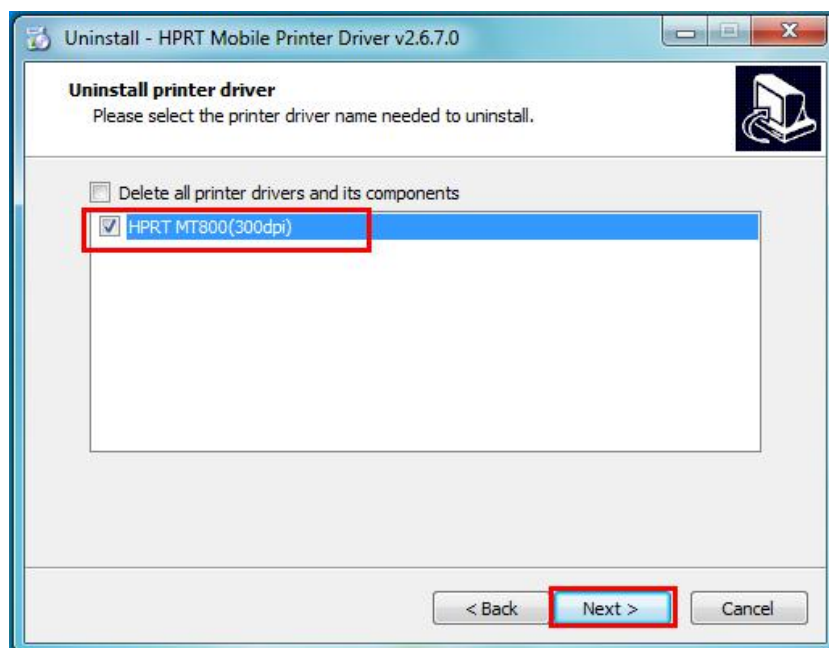 Uninstall - HPRT Mobile Printer Driver v2.6.7.0
Uninstall printer driver
Please select the printer driver name needed to uninstall.
Delete all printer drivers and its components
HPRT MT800(300dpi)
< Back Next > Cancel